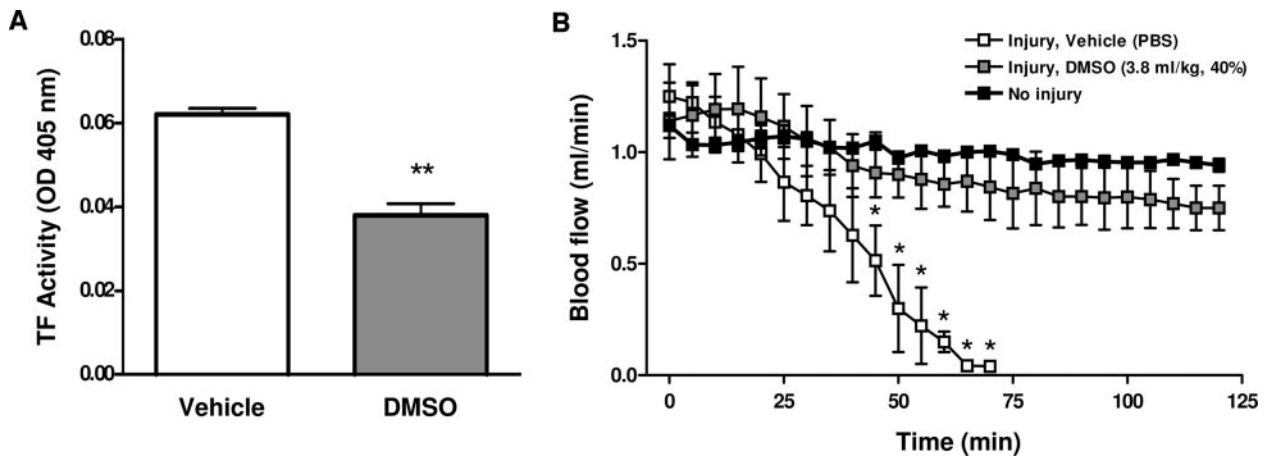 A
TF Activity (OD 405 nm)
0.08
0.06
0.04
0.02
0.00
**
Vehicle
DMSO
B
Injury, Vehicle (PBS)
Injury, DMSO (3.8 ml/kg, 40%)
No injury
Blood flow (ml/min)
1.5
1.0
0.5
0.0
* * * * * *
0 25 50 75 100 125
Time (min)